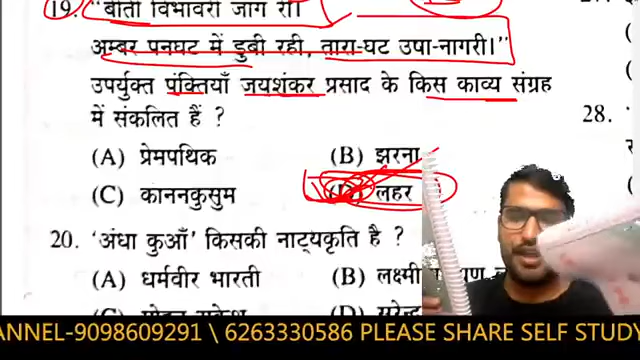 19. "बीती विभावरी जाग री।
अम्बर पनघट में डुबो रही, तारा-घट उषा-नागरी।"
उपर्युक्त पंक्तियाँ जयशंकर प्रसाद के किस काव्य संग्रह
में संकलित हैं ?
(A) प्रेमपथिक
(B) झरना
(C) काननकुसुम
(D) लहर
20. 'अंधा कुआँ' किसकी नाट्यकृति है ?
(A) धर्मवीर भारती
(B) लक्ष्मी
28.
ANNEL-9098609291 \ 6263330586 PLEASE SHARE SELF STUDY